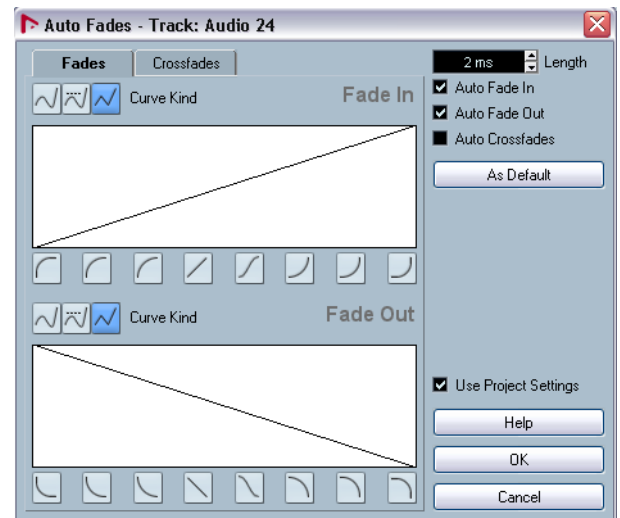 Auto Fades - Track: Audio 24
Fades
Crossfades
Curve Kind
Fade In
Curve Kind
Fade Out
2 ms
Length
Auto Fade In
Auto Fade Out
Auto Crossfades
As Default
Use Project Settings
Help
OK
Cancel